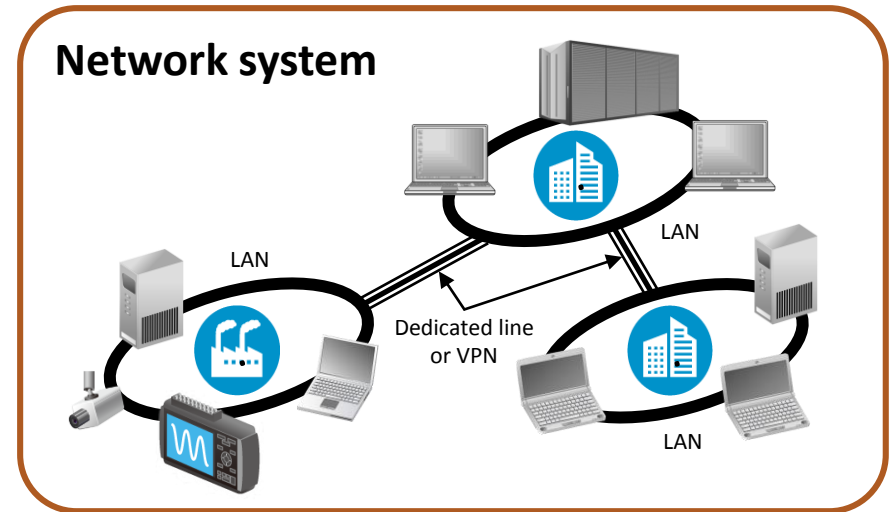 Network system
LAN
LAN
Dedicated line
or VPN
LAN